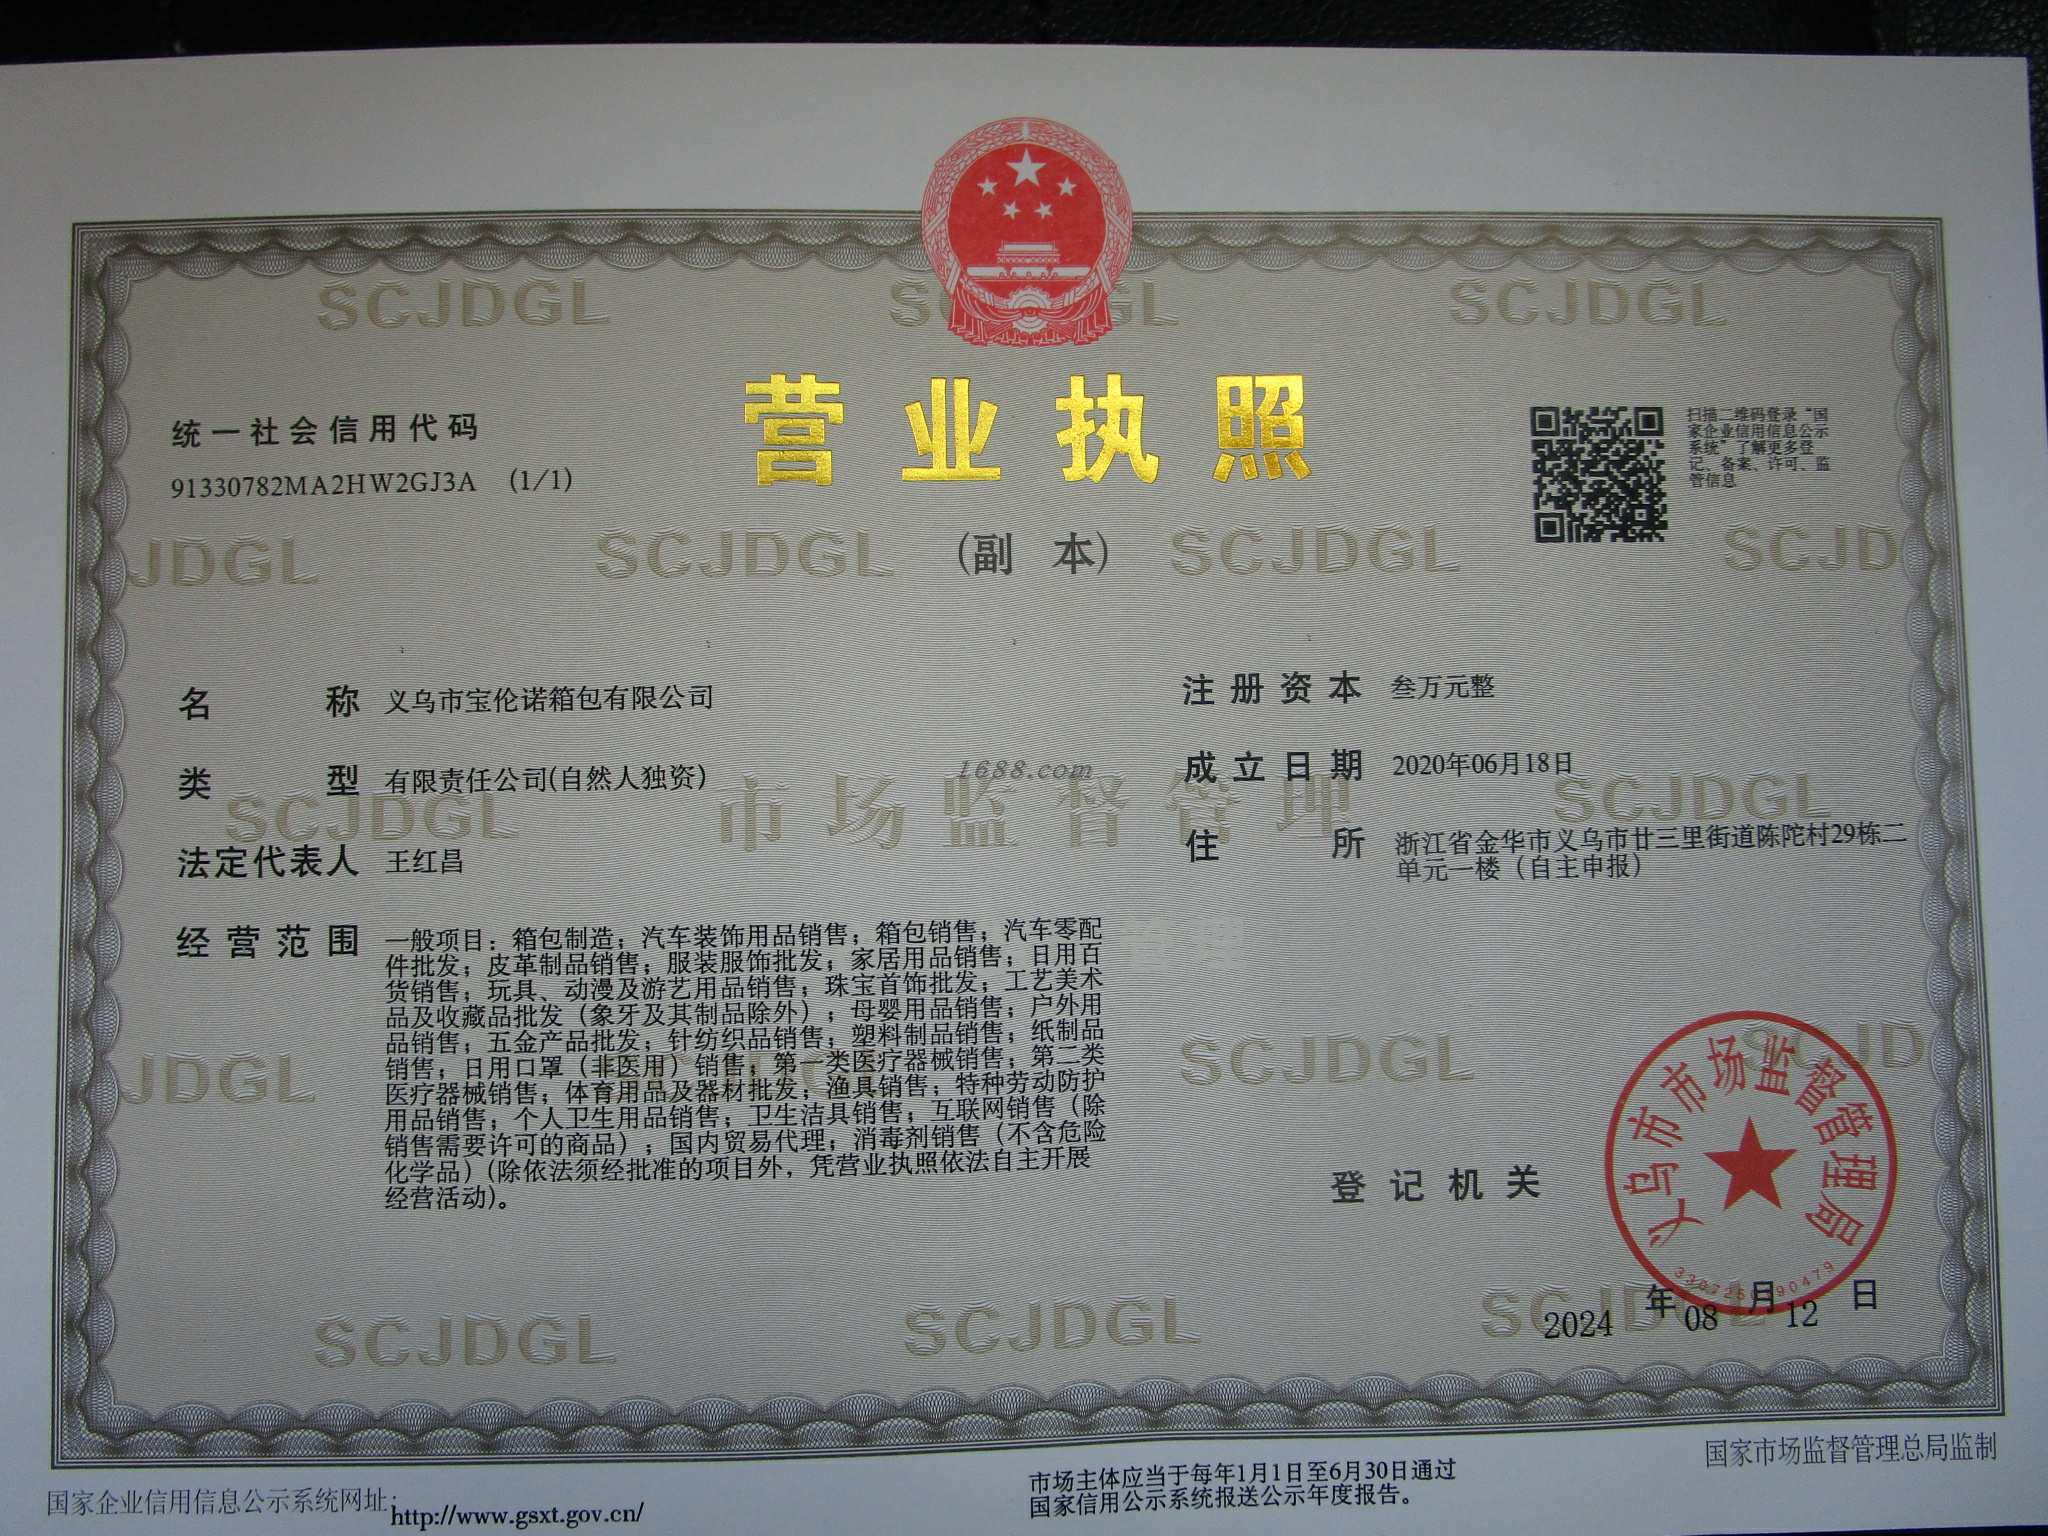 统一社会信用代码
91330782MA2HW2GJ3A (1/1)
营业执照
(副 本)
扫描二维码登录“国
家企业信用信息公示
系统”了解更多登
记、备案、许可、监
管信息
名 称 义乌市宝伦诺箱包有限公司
类 型 有限责任公司(自然人独资)
法定代表人 王红昌
经营范围 一般项目：箱包制造；汽车装饰用品销售；箱包销售；汽车零配
件批发；皮革制品销售；服装服饰批发；家居用品销售；日用百
货销售；玩具、动漫及游艺用品销售；珠宝首饰批发；工艺美术
品及收藏品批发（象牙及其制品除外）；母婴用品销售；户外用
品销售；五金产品批发；针纺织品销售；塑料制品销售；纸制品
销售；日用口罩（非医用）销售；第一类医疗器械销售；第二类
医疗器械销售；体育用品及器材批发；渔具销售；特种劳动防护
用品销售；个人卫生用品销售；卫生洁具销售；互联网销售（除
销售需要许可的商品）；国内贸易代理；消毒剂销售（不含危险
化学品）(除依法须经批准的项目外，凭营业执照依法自主开展
经营活动)。
注册资本 叁万元整
成立日期 2020年06月18日
住 所 浙江省金华市义乌市廿三里街道陈陀村29栋二
单元一楼（自主申报）
1688.com
SCJDGL
市场监督管理
登记机关
义乌市市场监督管理局
2024 年 08 月 12 日
国家企业信用信息公示系统网址：http://www.gsxt.gov.cn/
市场主体应当于每年1月1日至6月30日通过
国家信用公示系统报送公示年度报告。
国家市场监督管理总局监制